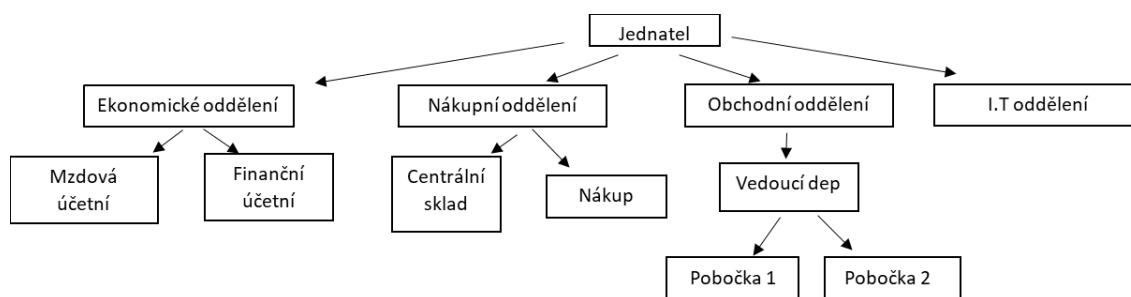 Jednatel
Ekonomické oddělení
Nákupní oddělení
Obchodní oddělení
I.T oddělení
Mzdová
účetní
Finanční
účetní
Centrální
sklad
Nákup
Vedoucí dep
Pobočka 1
Pobočka 2